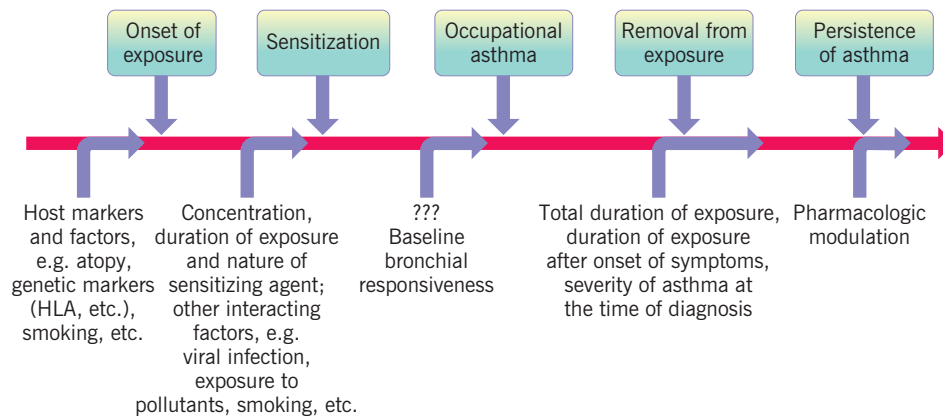 Onset of
exposure
Sensitization
Occupational
asthma
Removal from
exposure
Persistence
of asthma
Host markers
and factors,
e.g. atopy,
genetic markers
(HLA, etc.),
smoking, etc.
Concentration,
duration of exposure
and nature of
sensitizing agent;
other interacting
factors, e.g.
viral infection,
exposure to
pollutants, smoking, etc.
???
Baseline
bronchial
responsiveness
Total duration of exposure,
duration of exposure
after onset of symptoms,
severity of asthma at
the time of diagnosis
Pharmacologic
modulation